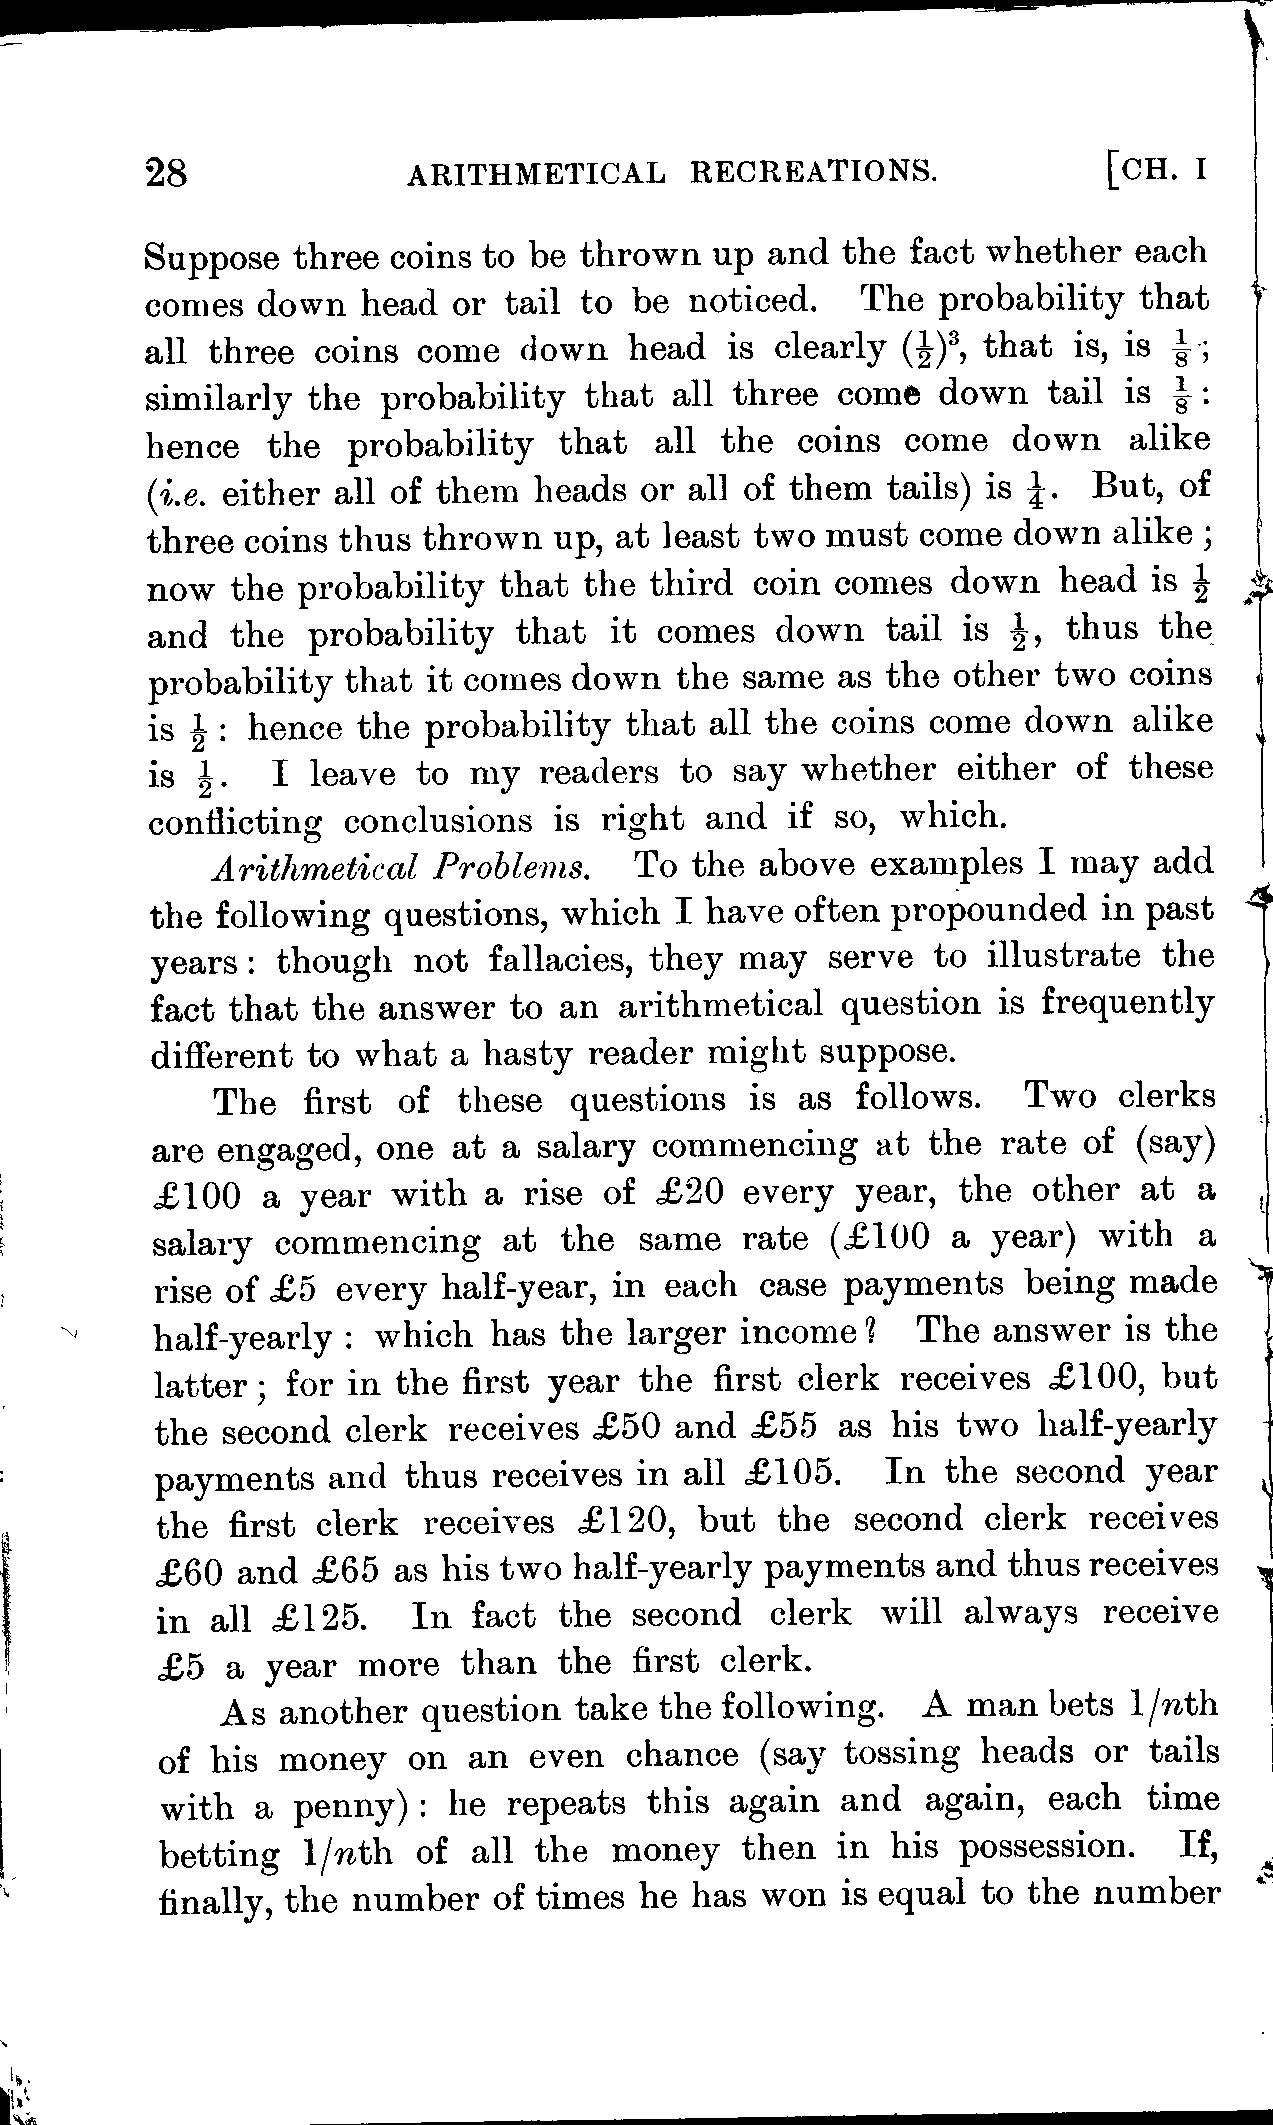 28 ARITHMETICAL RECREATIONS. [CH. I
Suppose three coins to be thrown up and the fact whether each
comes down head or tail to be noticed. The probability that
all three coins come down head is clearly (½)³, that is, is ⅛;
similarly the probability that all three come down tail is ⅛:
hence the probability that all the coins come down alike
(i.e. either all of them heads or all of them tails) is ¼. But, of
three coins thus thrown up, at least two must come down alike;
now the probability that the third coin comes down head is ½
and the probability that it comes down tail is ½, thus the
probability that it comes down the same as the other two coins
is ½: hence the probability that all the coins come down alike
is ½. I leave to my readers to say whether either of these
conflicting conclusions is right and if so, which.
Arithmetical Problems. To the above examples I may add
the following questions, which I have often propounded in past
years: though not fallacies, they may serve to illustrate the
fact that the answer to an arithmetical question is frequently
different to what a hasty reader might suppose.
The first of these questions is as follows. Two clerks
are engaged, one at a salary commencing at the rate of (say)
£100 a year with a rise of £20 every year, the other at a
salary commencing at the same rate (£100 a year) with a
rise of £5 every half-year, in each case payments being made
half-yearly: which has the larger income? The answer is the
latter; for in the first year the first clerk receives £100, but
the second clerk receives £50 and £55 as his two half-yearly
payments and thus receives in all £105. In the second year
the first clerk receives £120, but the second clerk receives
£60 and £65 as his two half-yearly payments and thus receives
in all £125. In fact the second clerk will always receive
£5 a year more than the first clerk.
As another question take the following. A man bets 1/nth
of his money on an even chance (say tossing heads or tails
with a penny): he repeats this again and again, each time
betting 1/nth of all the money then in his possession. If,
finally, the number of times he has won is equal to the number